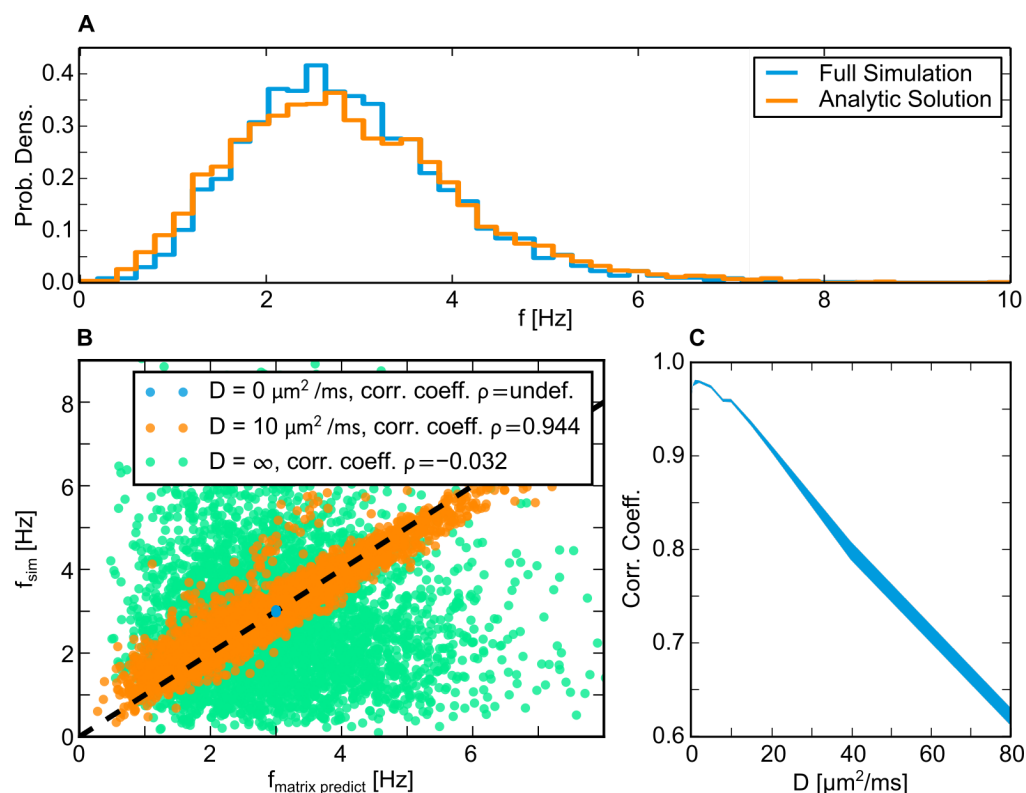 A
0.4
0.3
0.2
0.1
0.0
Prob. Dens.
Full Simulation
Analytic Solution
0 2 4 6 8 10
f [Hz]
B
8
6
4
2
0
f_sim [Hz]
D = 0 μm²/ms, corr. coeff. ρ=undef.
D = 10 μm²/ms, corr. coeff. ρ=0.944
D = ∞, corr. coeff. ρ=−0.032
0 2 4 6
f_matrix predict [Hz]
C
1.0
0.9
0.8
0.7
0.6
Corr. Coeff.
0 20 40 60 80
D [μm²/ms]